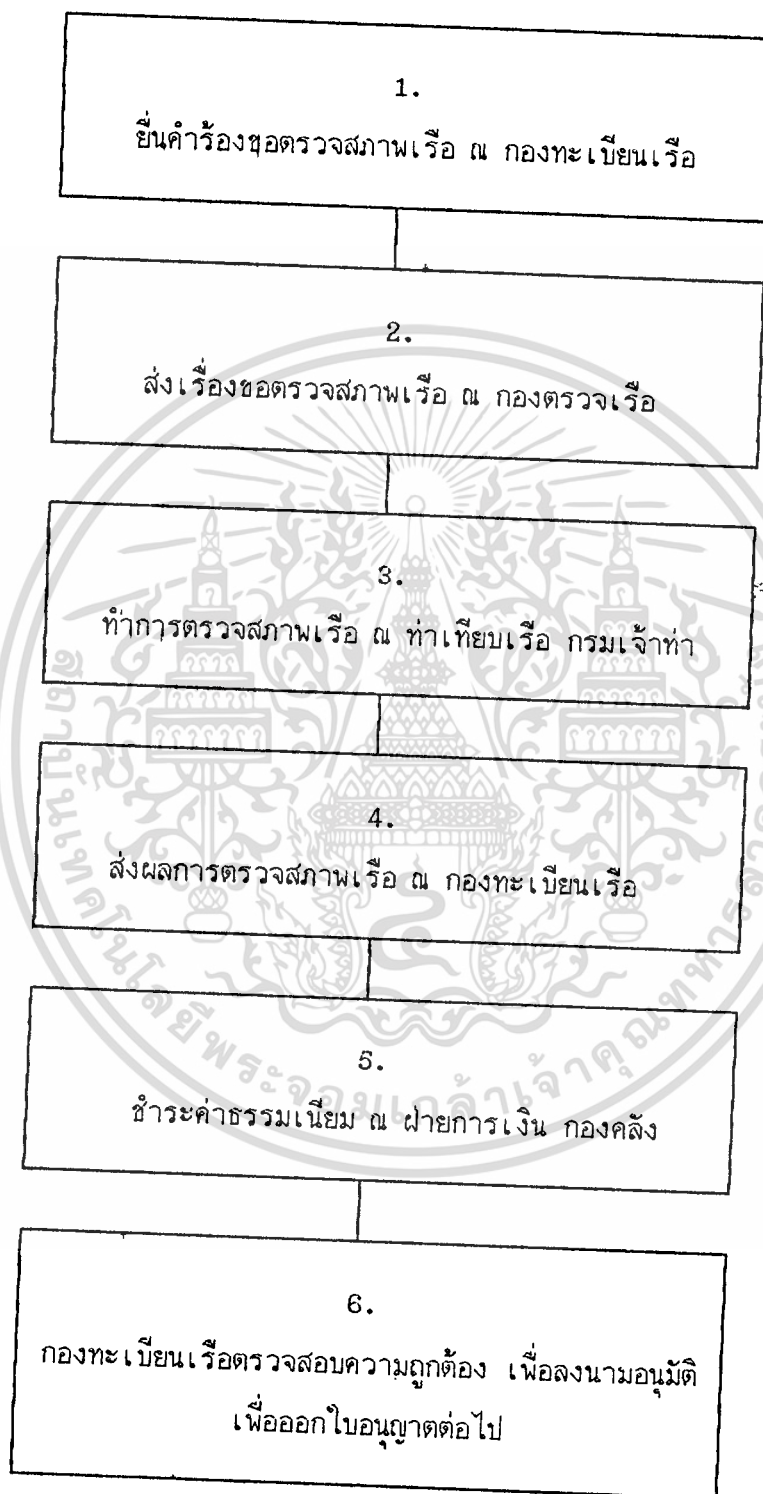 1.
ยื่นคำร้องขอตรวจสภาพเรือ ณ กองทะเบียนเรือ
2.
ส่งเรื่องขอตรวจสภาพเรือ ณ กองตรวจเรือ
3.
ทำการตรวจสภาพเรือ ณ ท่าเทียบเรือ กรมเจ้าท่า
4.
ส่งผลการตรวจสภาพเรือ ณ กองทะเบียนเรือ
5.
ชำระค่าธรรมเนียม ณ ฝ่ายการเงิน กองคลัง
6.
กองทะเบียนเรือตรวจสอบความถูกต้อง เพื่อลงนามอนุมัติ
เพื่อออกใบอนุญาตต่อไป